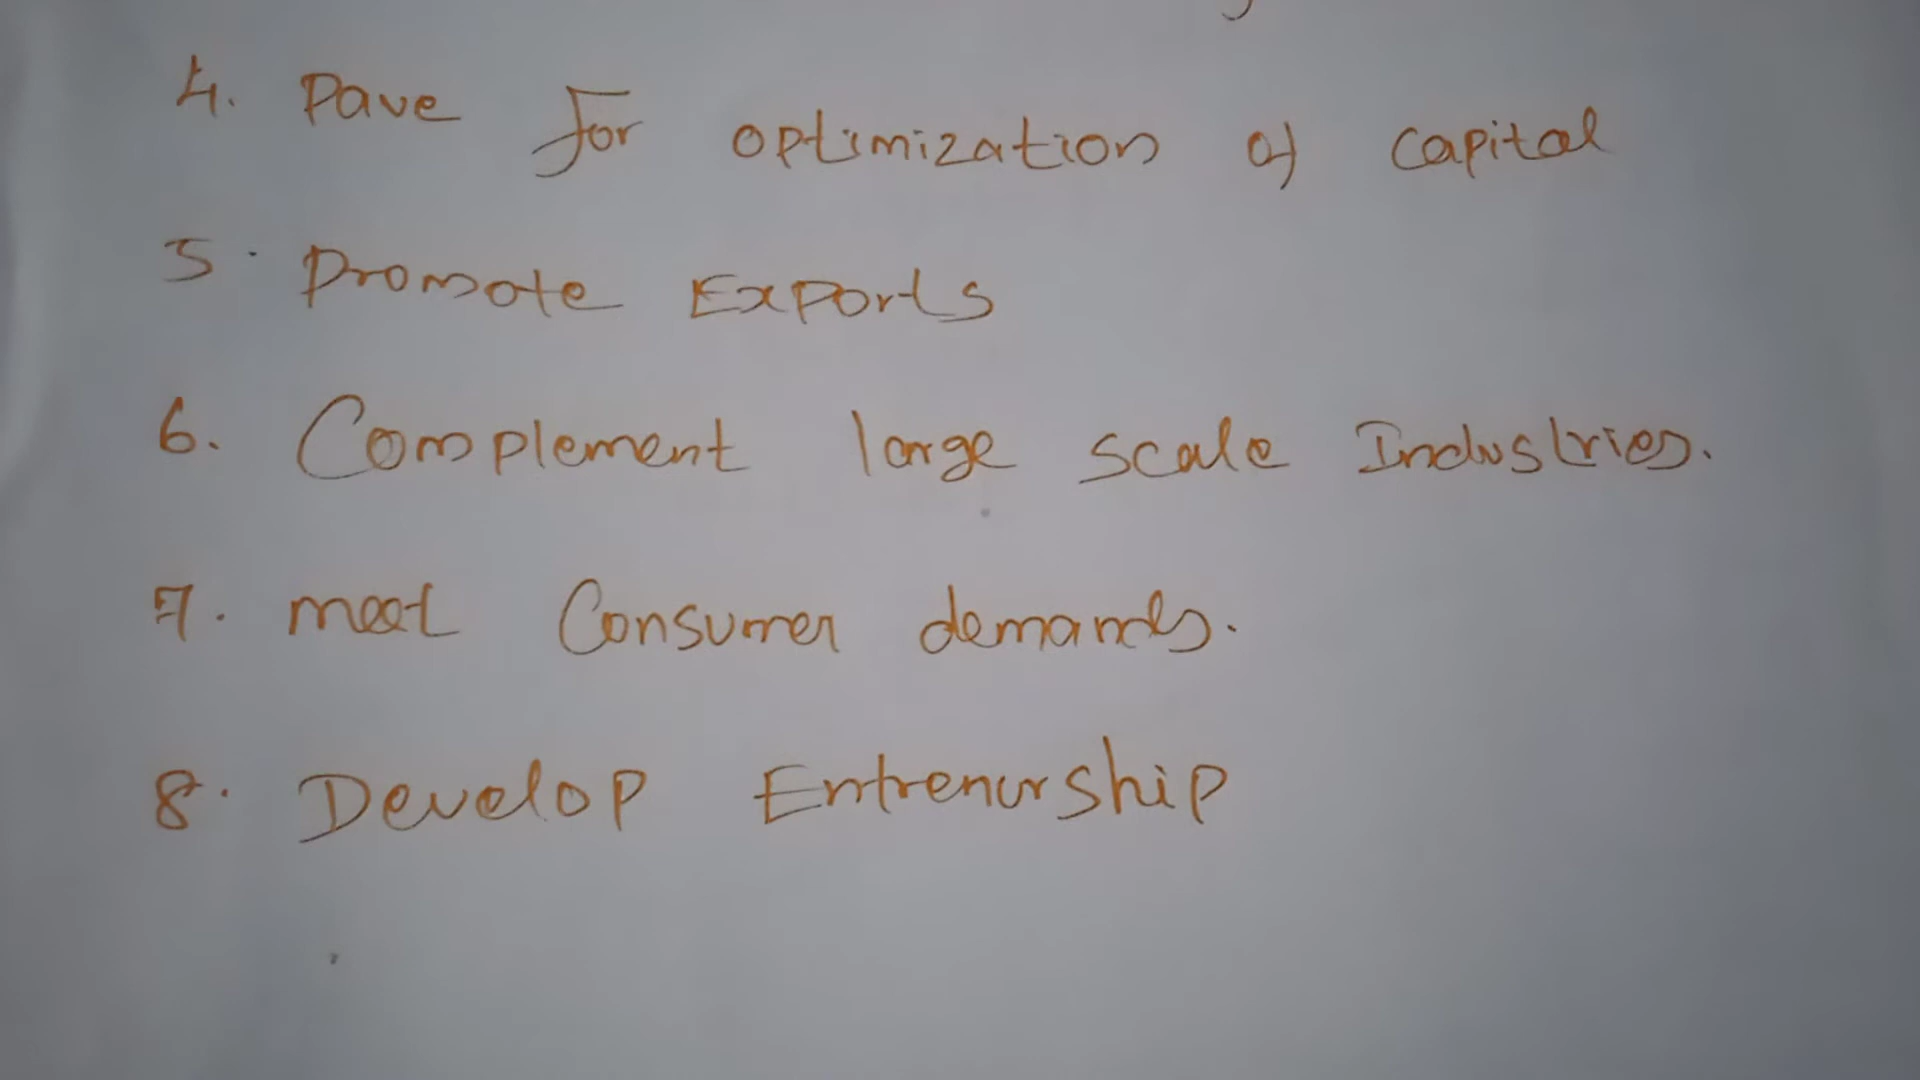 4. Pave for optimization of capital
5. Promote Exports
6. Complement large scale Industries.
7. meet Consumer demands.
8. Develop Entrenurship